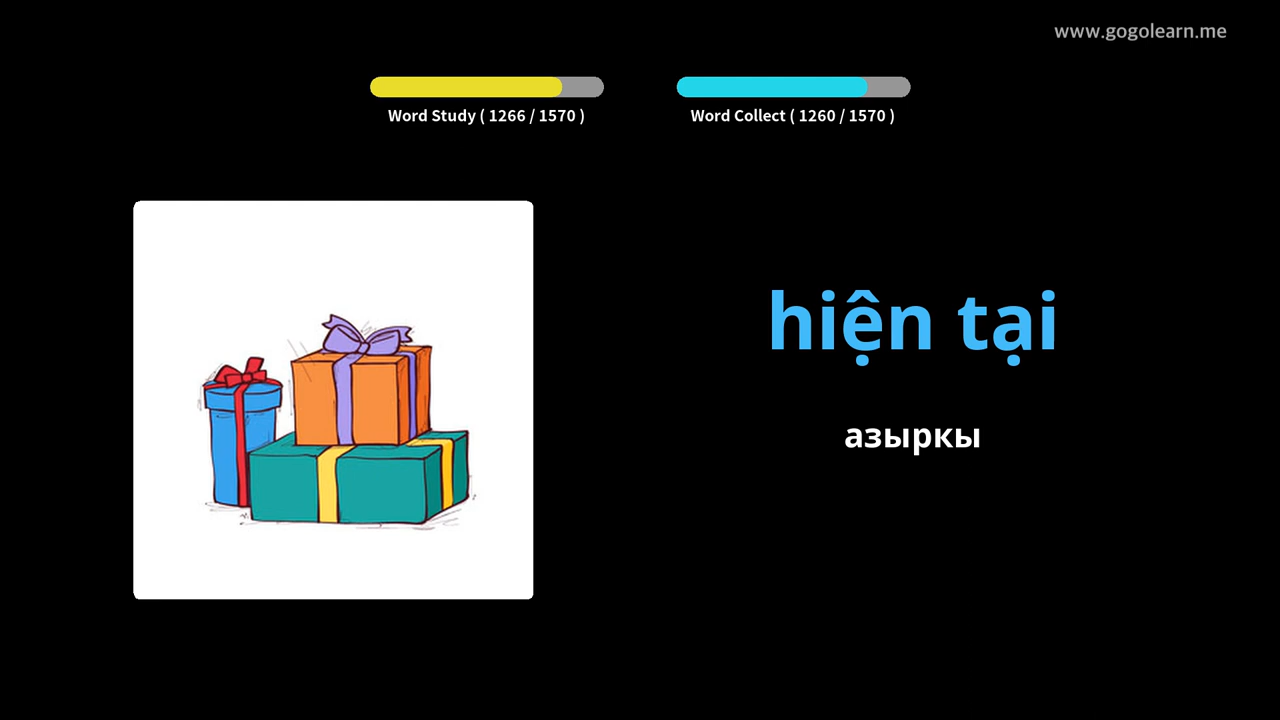 www.gogolearn.me
Word Study ( 1266 / 1570 )
Word Collect ( 1260 / 1570 )
hiện tại
азыркы